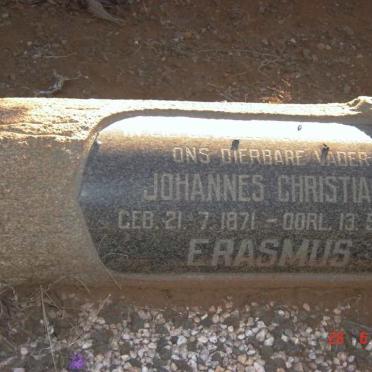 ONS DIERBARE VADER
JOHANNES CHRISTIA
GEB. 21-7.1871 - OORL. 13.
ERASMUS